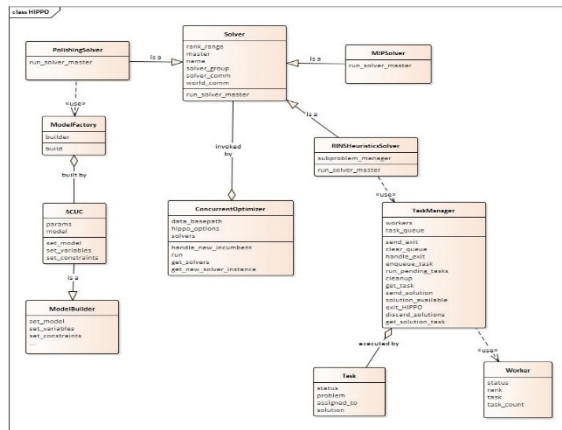 class HIPPO
Solver
rank_range
master
name
solver_group
solver_comm
world_comm
run_solver_master
PolishingSolver
run_solver_master
is a
MIPSolver
run_solver_master
is a
«use»
ModelFactory
builder
build
built by
invoked
by
is a
RINSHeuristicsSolver
subproblem_manager
run_solver_master
«use»
SCUC
params
model
set_model
set_variables
set_constraints
is a
ConcurrentOptimizer
data_basepath
hippo_options
solvers
handle_new_incumbent
run
get_solvers
get_new_solver_instance
TaskManager
workers
task_queue
send_exit
clear_queue
handle_exit
enqueue_task
run_pending_tasks
cleanup
get_task
send_solution
solution_available
exit_HIPPO
discard_solutions
get_solution_task
ModelBuilder
set_model
set_variables
set_constraints
...
executed by
«use»
Task
status
problem
assigned_to
solution
Worker
status
rank
task
task_count